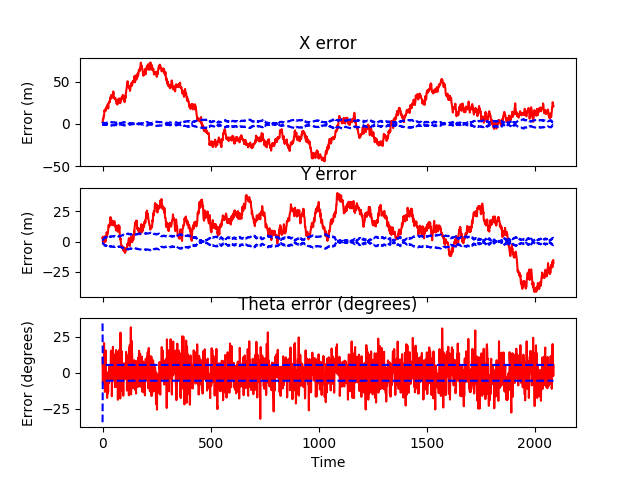 X error
Error (m)
50
0
−50
Y error
Error (m)
25
0
−25
Theta error (degrees)
Error (degrees)
25
0
−25
0 500 1000 1500 2000
Time